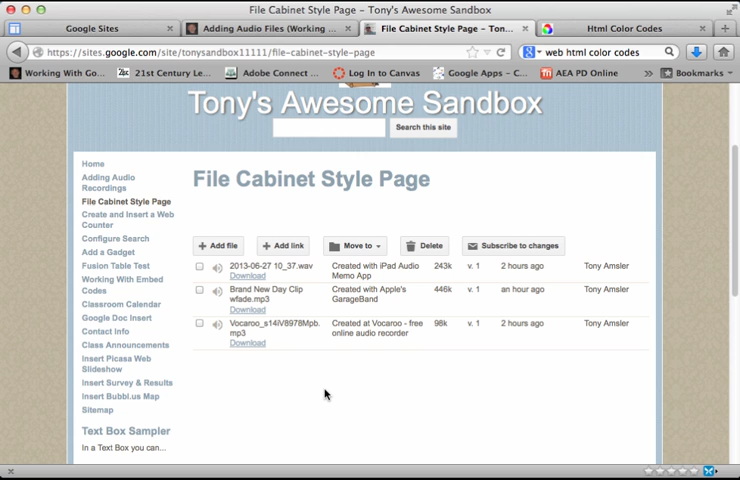 File Cabinet Style Page - Tony's Awesome Sandbox
Google Sites
Adding Audio Files (Working ...
File Cabinet Style Page - Ton...
Html Color Codes
https://sites.google.com/site/tonysandbox11111/file-cabinet-style-page
web html color codes
Working With Go...
21st Century Le...
Adobe Connect ...
Log In to Canvas
Google Apps - C...
AEA PD Online
Bookmarks
Tony's Awesome Sandbox
Search this site
Home
Adding Audio
Recordings
File Cabinet Style Page
Create and Insert a Web
Counter
Configure Search
Add a Gadget
Fusion Table Test
Working With Embed
Codes
Classroom Calendar
Google Doc Insert
Contact info
Class Announcements
Insert Picasa Web
Slideshow
Insert Survey & Results
Insert Bubbl.us Map
Sitemap
Text Box Sampler
In a Text Box you can...
File Cabinet Style Page
Add file
Add link
Move to
Delete
Subscribe to changes
2013-06-27 10_37.wav
Download
Created with iPad Audio
Memo App
243k
v. 1
2 hours ago
Tony Amsler
Brand New Day Clip
wfade.mp3
Download
Created with Apple's
GarageBand
446k
v. 1
an hour ago
Tony Amsler
Vocaroo_s14lV8978Mpb.
mp3
Download
Created at Vocaroo - free
online audio recorder
98k
v. 1
2 hours ago
Tony Amsler